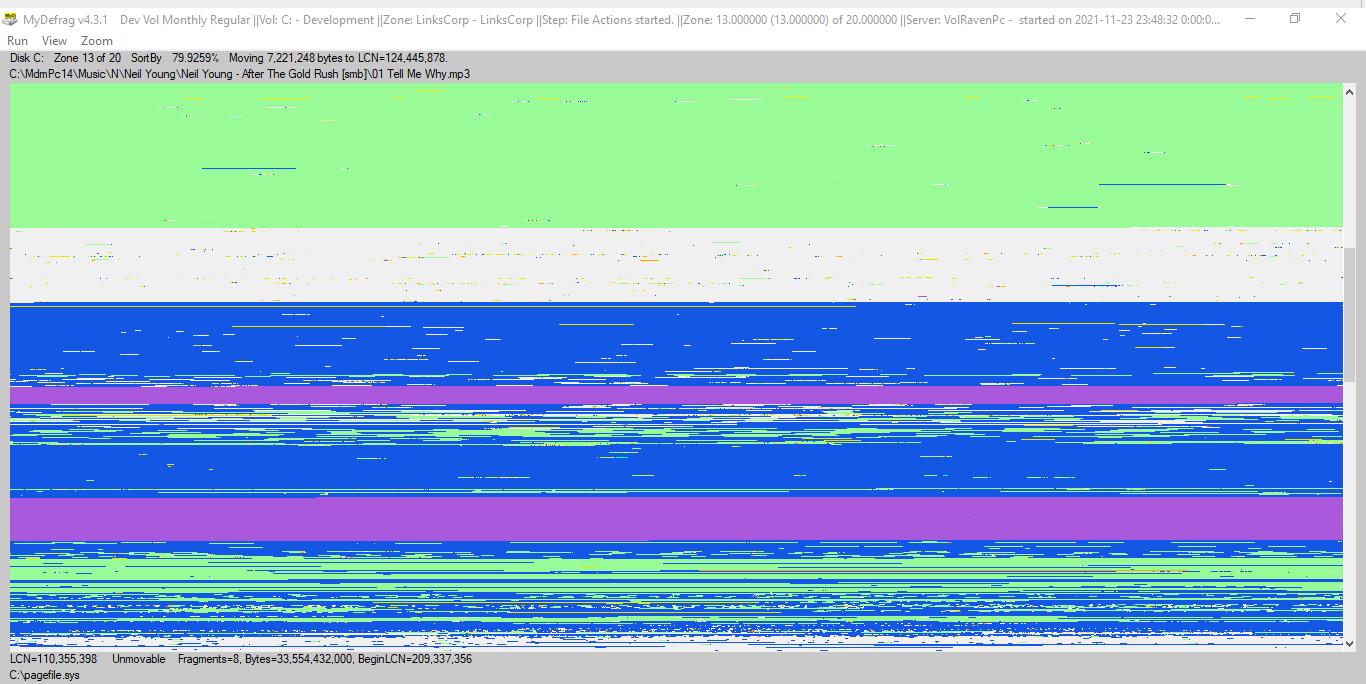 MyDefrag v4.3.1 Dev Vol Monthly Regular ||Vol: C: - Development ||Zone: LinksCorp - LinksCorp ||Step: File Actions started. ||Zone: 13.000000 (13.000000) of 20.000000 ||Server: VolRavenPc - started on 2021-11-23 23:48:32 0:00:0...
Run View Zoom
Disk C: Zone 13 of 20 SortBy 79.9259% Moving 7,221,248 bytes to LCN=124,445,878.
C:\MdmPc14\Music\N\Neil Young\Neil Young - After The Gold Rush [smb]\01 Tell Me Why.mp3
LCN=110,355,398 Unmovable Fragments=8, Bytes=33,554,432,000, BeginLCN=209,337,356
C:\pagefile.sys